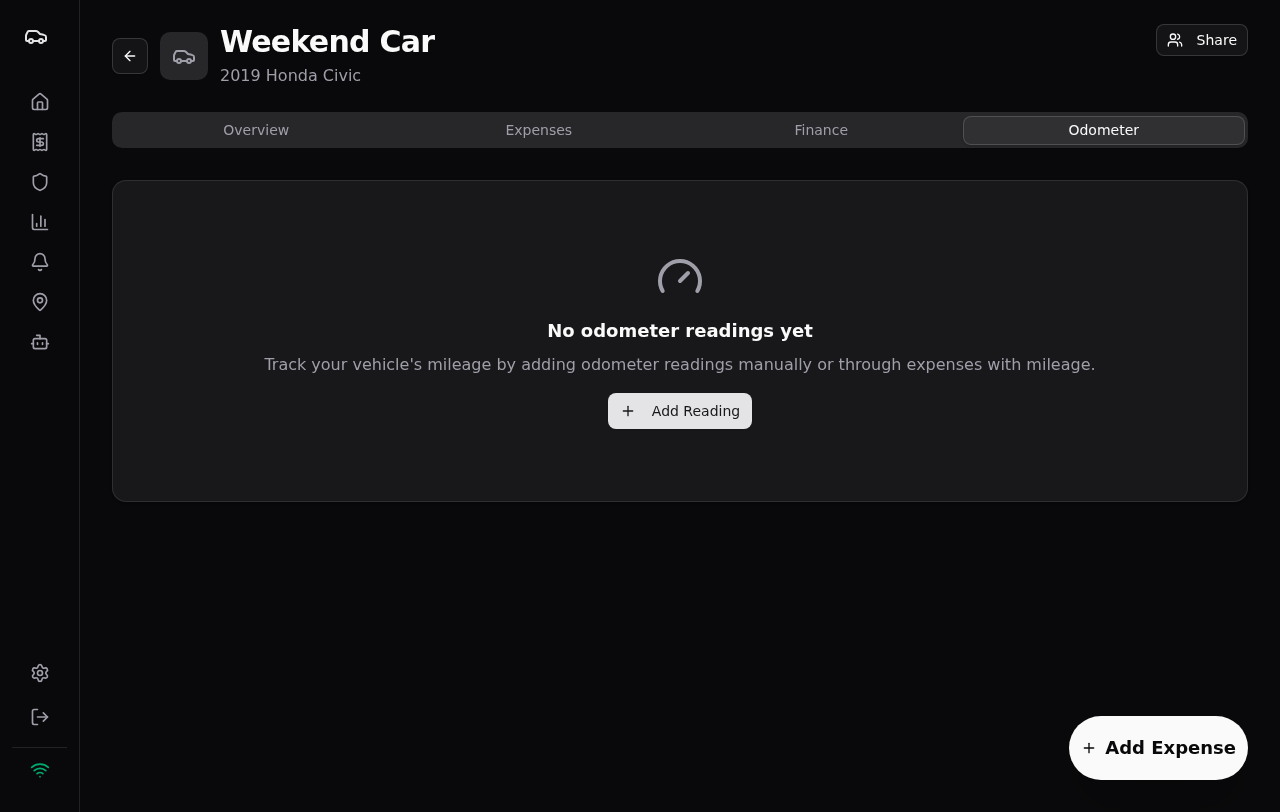 Weekend Car
2019 Honda Civic
Share
Overview
Expenses
Finance
Odometer
No odometer readings yet
Track your vehicle's mileage by adding odometer readings manually or through expenses with mileage.
Add Reading
Add Expense